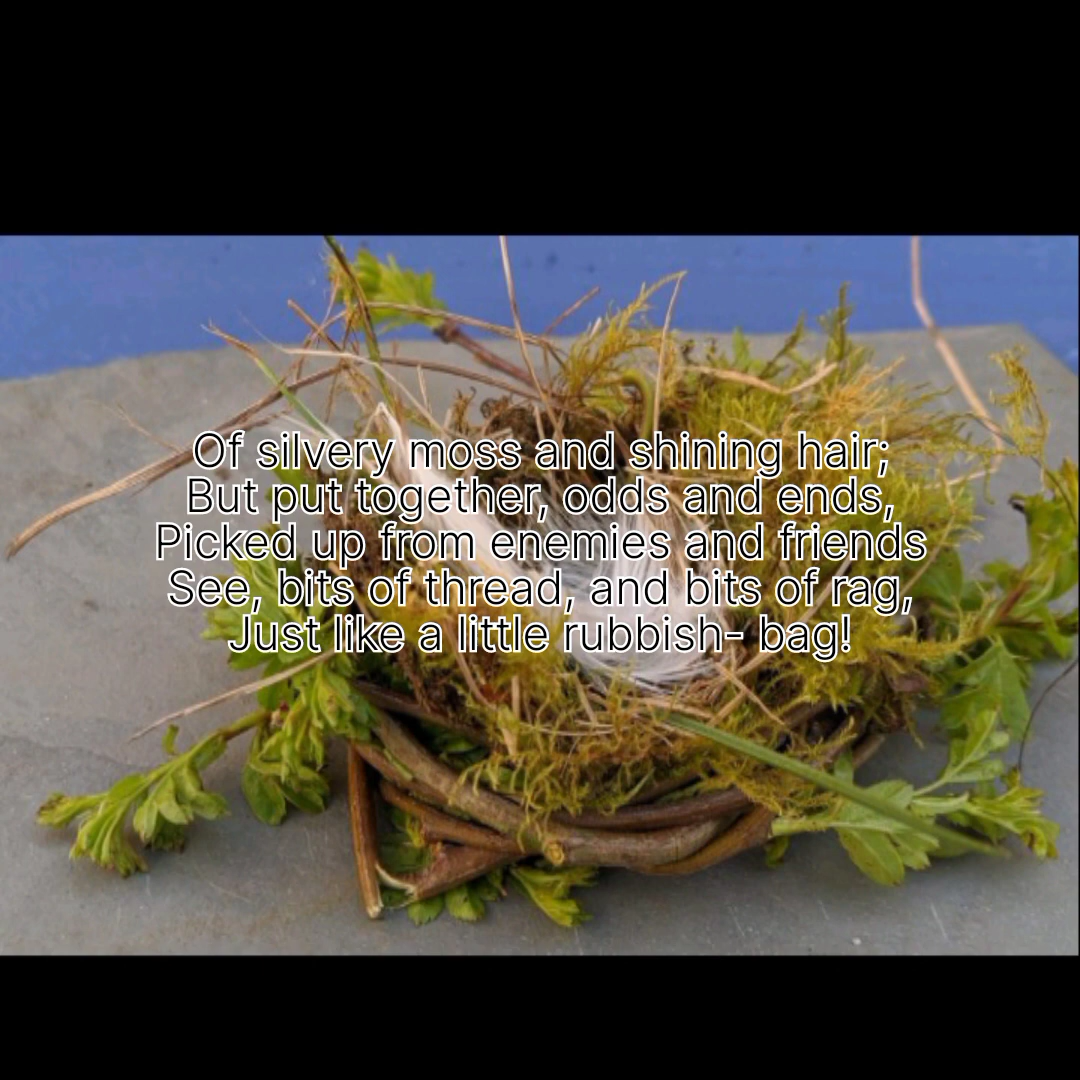 Of silvery moss and shining hair;
But put together, odds and ends,
Picked up from enemies and friends
See, bits of thread, and bits of rag,
Just like a little rubbish- bag!